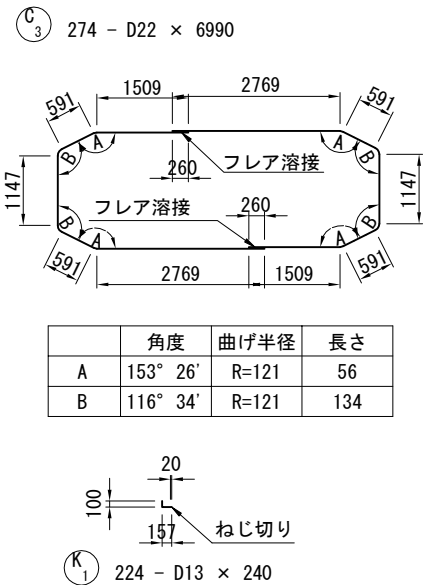 C3 274 - D22 × 6990
1509 2769
591 591
B A A B
260 フレア溶接
1147 1147
フレア溶接 260
B A A B
591 591
2769 1509
角度 曲げ半径 長さ
A 153° 26' R=121 56
B 116° 34' R=121 134
20
100
157 ねじ切り
K1 224 - D13 × 240